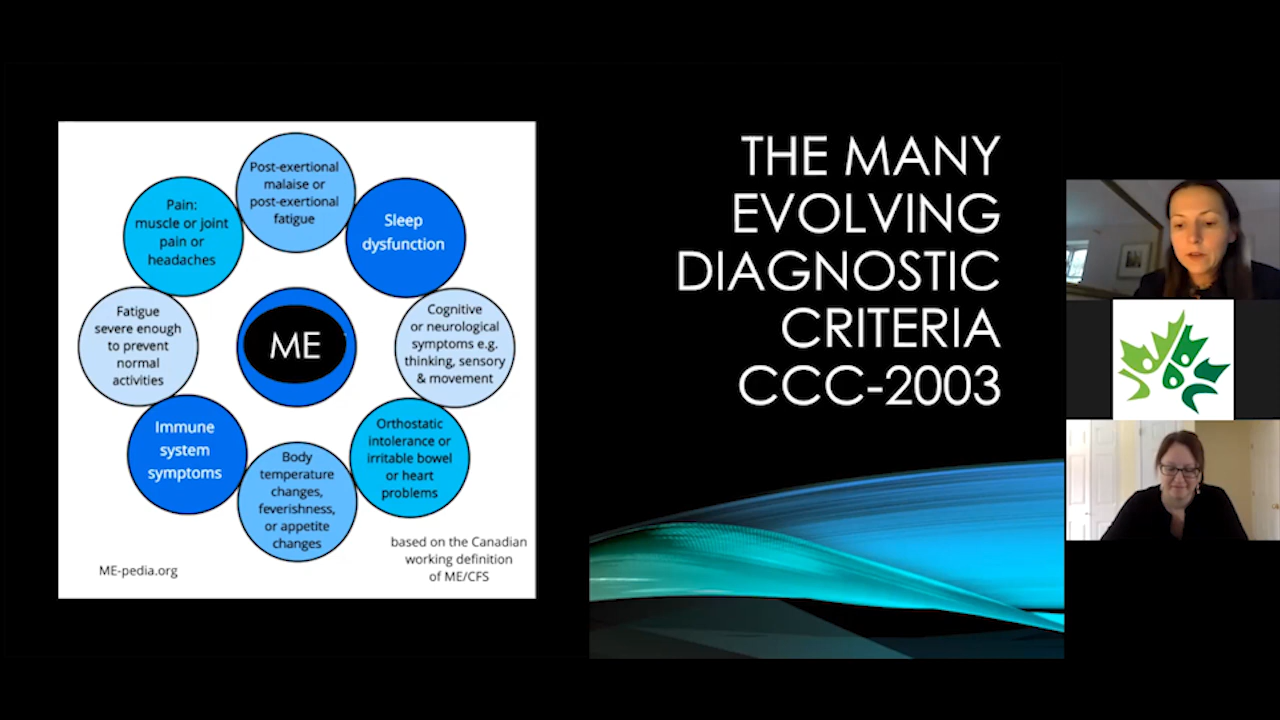 Post-exertional
malaise or
post-exertional
fatigue
Sleep
dysfunction
Cognitive
or neurological
symptoms e.g.
thinking, sensory
& movement
Orthostatic
intolerance or
irritable bowel
or heart
problems
Body
temperature
changes,
feverishness,
or appetite
changes
Immune
system
symptoms
Fatigue
severe enough
to prevent
normal
activities
Pain:
muscle or joint
pain or
headaches
ME
based on the Canadian
working definition
of ME/CFS
ME-pedia.org
THE MANY
EVOLVING
DIAGNOSTIC
CRITERIA
CCC-2003